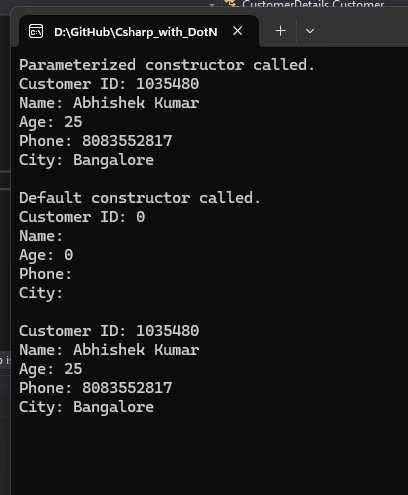 CustomerDetails.Customer
D:\GitHub\Csharp_with_DotN
Parameterized constructor called.
Customer ID: 1035480
Name: Abhishek Kumar
Age: 25
Phone: 8083552817
City: Bangalore
Default constructor called.
Customer ID: 0
Name:
Age: 0
Phone:
City:
Customer ID: 1035480
Name: Abhishek Kumar
Age: 25
Phone: 8083552817
City: Bangalore